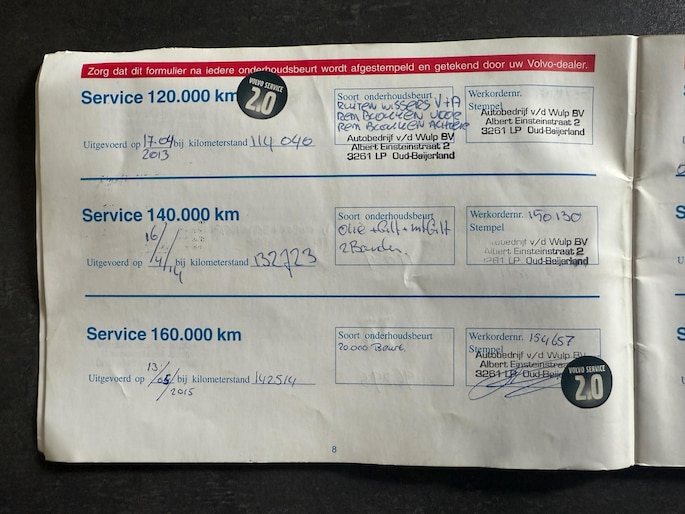 Zorg dat dit formulier na iedere onderhoudsbeurt wordt afgestempeld en getekend door uw Volvo-dealer.
Service 120.000 km
VOLVO SERVICE
2.0
Soort onderhoudsbeurt
RUITEN WISSERS V+A
REM BLOKKEN VOOR
REM BLOKKEN ACHTER
Autobedrijf v/d Wulp BV
Albert Einsteinstraat 2
3261 LP Oud-Beijerland
Werkordernr.
Stempel
Autobedrijf v/d Wulp BV
Albert Einsteinstraat 2
3261 LP Oud-Beijerland
Uitgevoerd op 17.04 2013 bij kilometerstand 114 040
Service 140.000 km
Soort onderhoudsbeurt
olie +
2 Banden
Werkordernr. 150130
Stempel
Autobedrijf v/d Wulp BV
Albert Einsteinstraat 2
3261 LP Oud-Beijerland
Uitgevoerd op 16/4/14 bij kilometerstand 132723
Service 160.000 km
Soort onderhoudsbeurt
20.000 Beurt
Werkordernr. 154657
Stempel
Autobedrijf v/d Wulp BV
Albert Einsteinstraat 2
3261 LP Oud-Beijerland
VOLVO SERVICE
2.0
Uitgevoerd op 13/05/2015 bij kilometerstand 142514
8